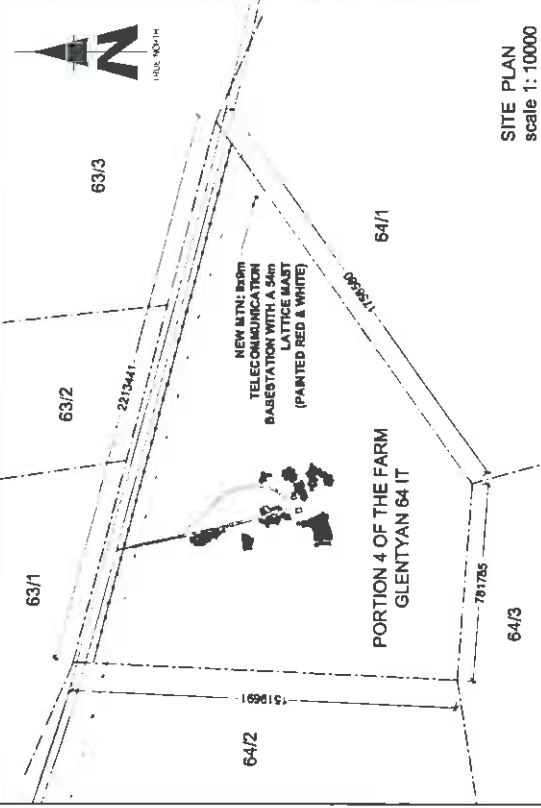 TRUE NORTH
63/3
63/2
63/1
2213441
NEW MTN: 8x9m
TELECOMMUNICATION
BASESTATION WITH A 54m
LATTICE MAST
(PAINTED RED & WHITE)
64/1
PORTION 4 OF THE FARM
GLENTYAN 64 IT
64/2
781785
64/3
SITE PLAN
scale 1: 10000